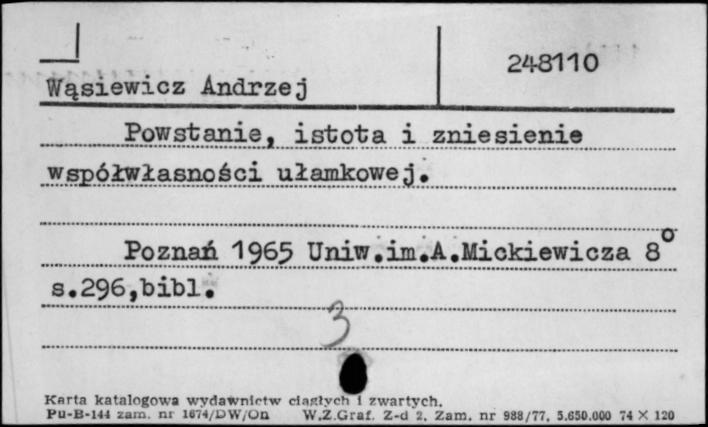 248110
Wąsiewicz Andrzej
Powstanie, istota i zniesienie
współwłasności ułamkowej.
Poznań 1965 Uniw.im.A.Mickiewicza 8°
s.296,bibl.
3
Karta katalogowa wydawnictw ciągłych i zwartych.
Pu-B-144 zam. nr 1674/DW/On W.Z.Graf. Z-d 2, Zam. nr 988/77. 5.650.000 74 X 120